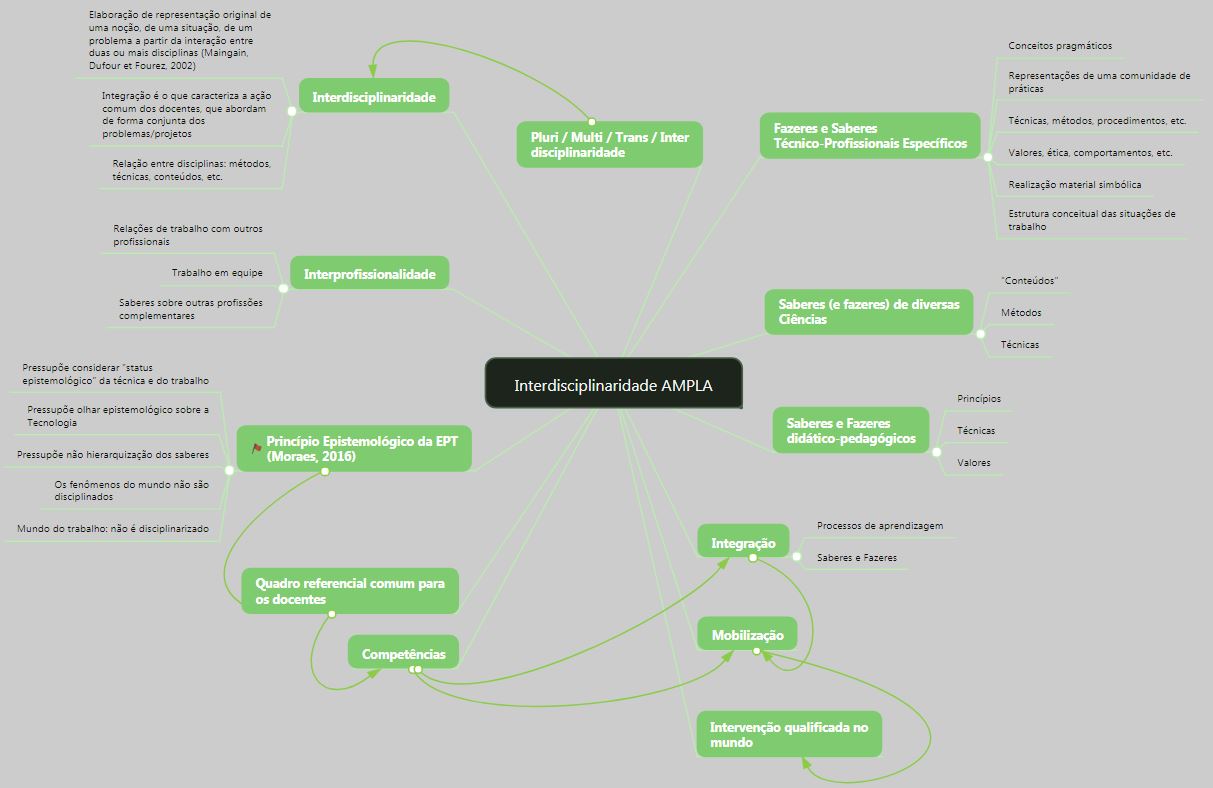 Elaboração de representação original de
uma noção, de uma situação, de um
problema a partir da interação entre
duas ou mais disciplinas (Maingain,
Dufour et Fourez, 2002)
Interdisciplinaridade
Integração é o que caracteriza a ação
comum dos docentes, que abordam
de forma conjunta dos
problemas/projetos
Relação entre disciplinas: métodos,
técnicas, conteúdos, etc.
Pluri / Multi / Trans / Inter
disciplinaridade
Fazeres e Saberes
Técnico-Profissionais Específicos
Conceitos pragmáticos
Representações de uma comunidade de
práticas
Técnicas, métodos, procedimentos, etc.
Valores, ética, comportamentos, etc.
Realização material simbólica
Estrutura conceitual das situações de
trabalho
Relações de trabalho com outros
profissionais
Trabalho em equipe
Saberes sobre outras profissões
complementares
Interprofissionalidade
Saberes (e fazeres) de diversas
Ciências
"Conteúdos"
Métodos
Técnicas
Interdisciplinaridade AMPLA
Pressupõe considerar "status
epistemológico" da técnica e do trabalho
Pressupõe olhar epistemológico sobre a
Tecnologia
Pressupõe não hierarquização dos saberes
Os fenômenos do mundo não são
disciplinados
Mundo do trabalho: não é disciplinarizado
Princípio Epistemológico da EPT
(Moraes, 2016)
Saberes e Fazeres
didático-pedagógicos
Princípios
Técnicas
Valores
Integração
Processos de aprendizagem
Saberes e Fazeres
Quadro referencial comum para
os docentes
Competências
Mobilização
Intervenção qualificada no
mundo